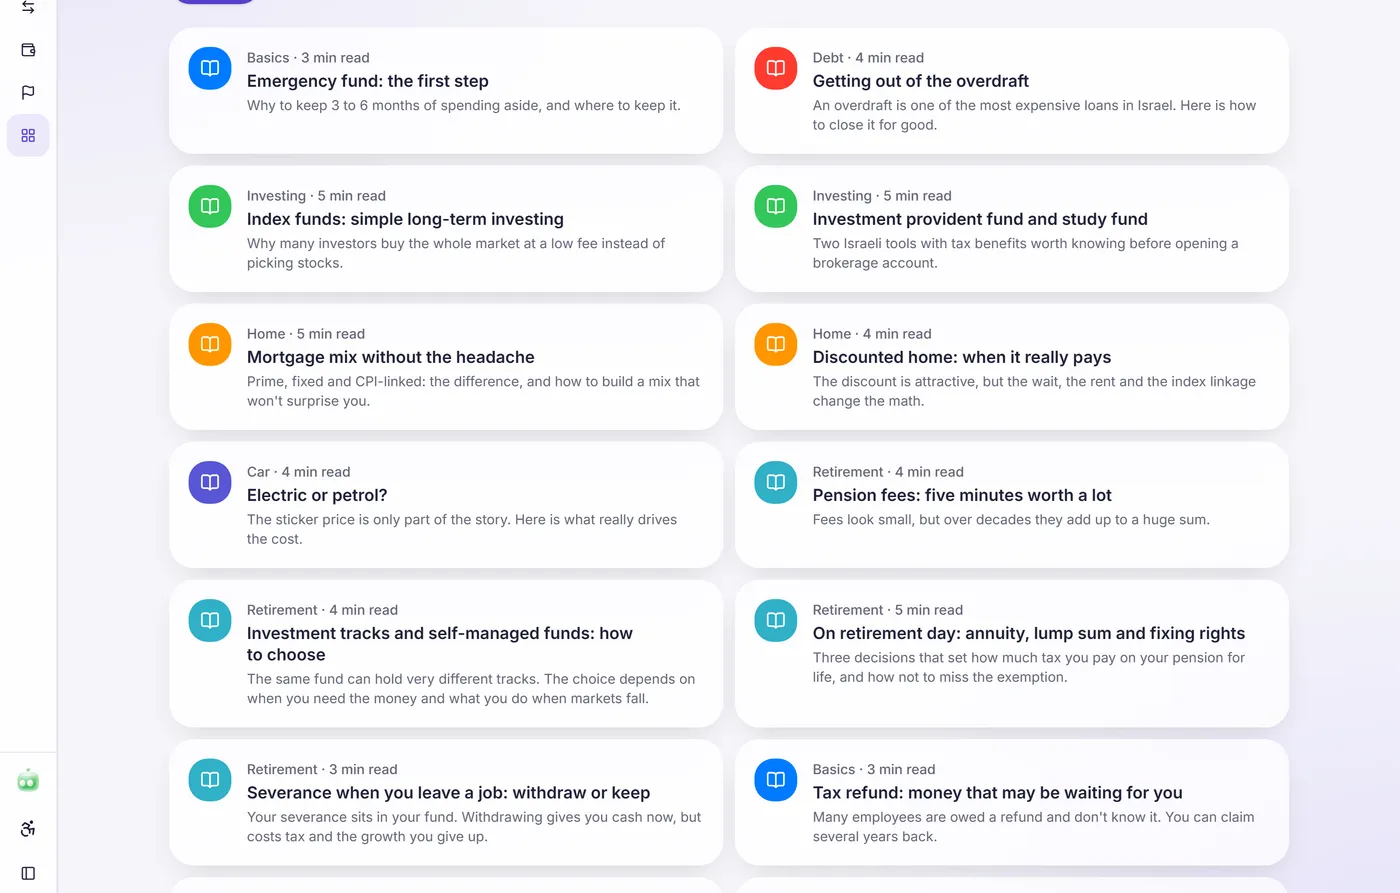 Basics · 3 min read
Emergency fund: the first step
Why to keep 3 to 6 months of spending aside, and where to keep it.
Debt · 4 min read
Getting out of the overdraft
An overdraft is one of the most expensive loans in Israel. Here is how
to close it for good.
Investing · 5 min read
Index funds: simple long-term investing
Why many investors buy the whole market at a low fee instead of
picking stocks.
Investing · 5 min read
Investment provident fund and study fund
Two Israeli tools with tax benefits worth knowing before opening a
brokerage account.
Home · 5 min read
Mortgage mix without the headache
Prime, fixed and CPI-linked: the difference, and how to build a mix that
won't surprise you.
Home · 4 min read
Discounted home: when it really pays
The discount is attractive, but the wait, the rent and the index linkage
change the math.
Car · 4 min read
Electric or petrol?
The sticker price is only part of the story. Here is what really drives
the cost.
Retirement · 4 min read
Pension fees: five minutes worth a lot
Fees look small, but over decades they add up to a huge sum.
Retirement · 4 min read
Investment tracks and self-managed funds: how
to choose
The same fund can hold very different tracks. The choice depends on
when you need the money and what you do when markets fall.
Retirement · 5 min read
On retirement day: annuity, lump sum and fixing rights
Three decisions that set how much tax you pay on your pension for
life, and how not to miss the exemption.
Retirement · 3 min read
Severance when you leave a job: withdraw or keep
Your severance sits in your fund. Withdrawing gives you cash now, but
costs tax and the growth you give up.
Basics · 3 min read
Tax refund: money that may be waiting for you
Many employees are owed a refund and don't know it. You can claim
several years back.